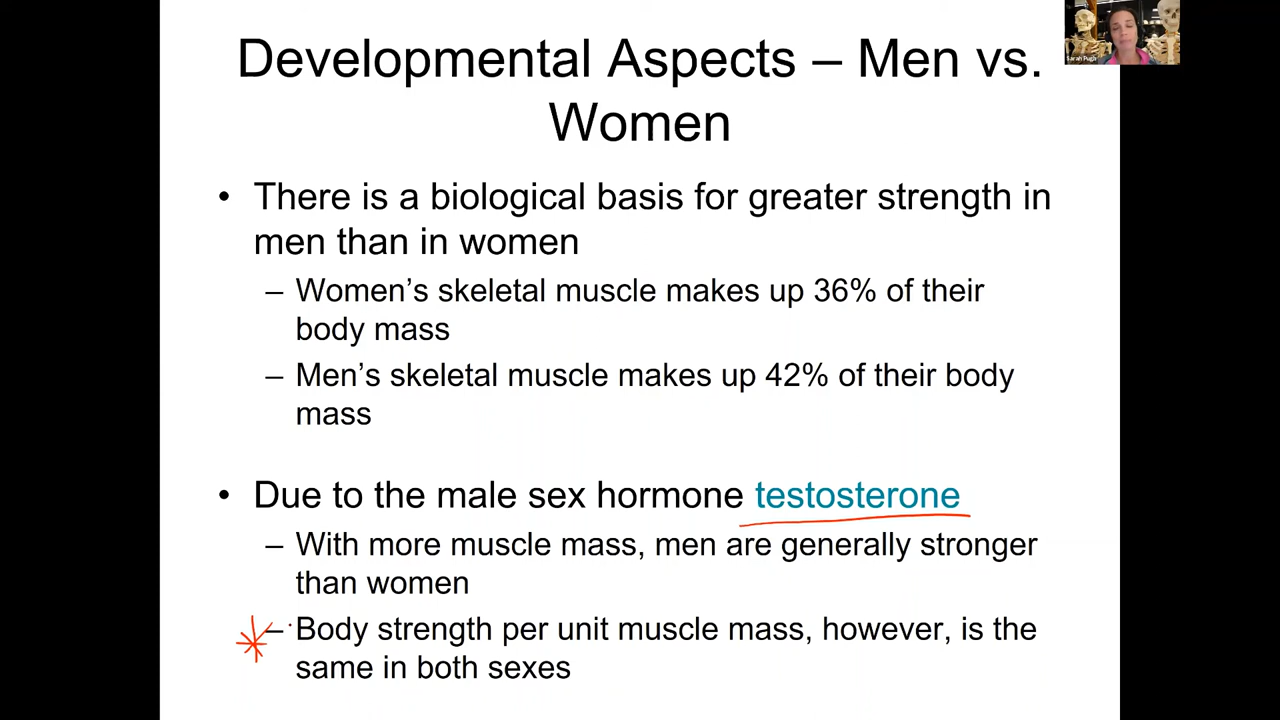 Sarah Pugh
Developmental Aspects – Men vs.
Women
• There is a biological basis for greater strength in
men than in women
– Women's skeletal muscle makes up 36% of their
body mass
– Men's skeletal muscle makes up 42% of their body
mass
• Due to the male sex hormone testosterone
– With more muscle mass, men are generally stronger
than women
– Body strength per unit muscle mass, however, is the
same in both sexes